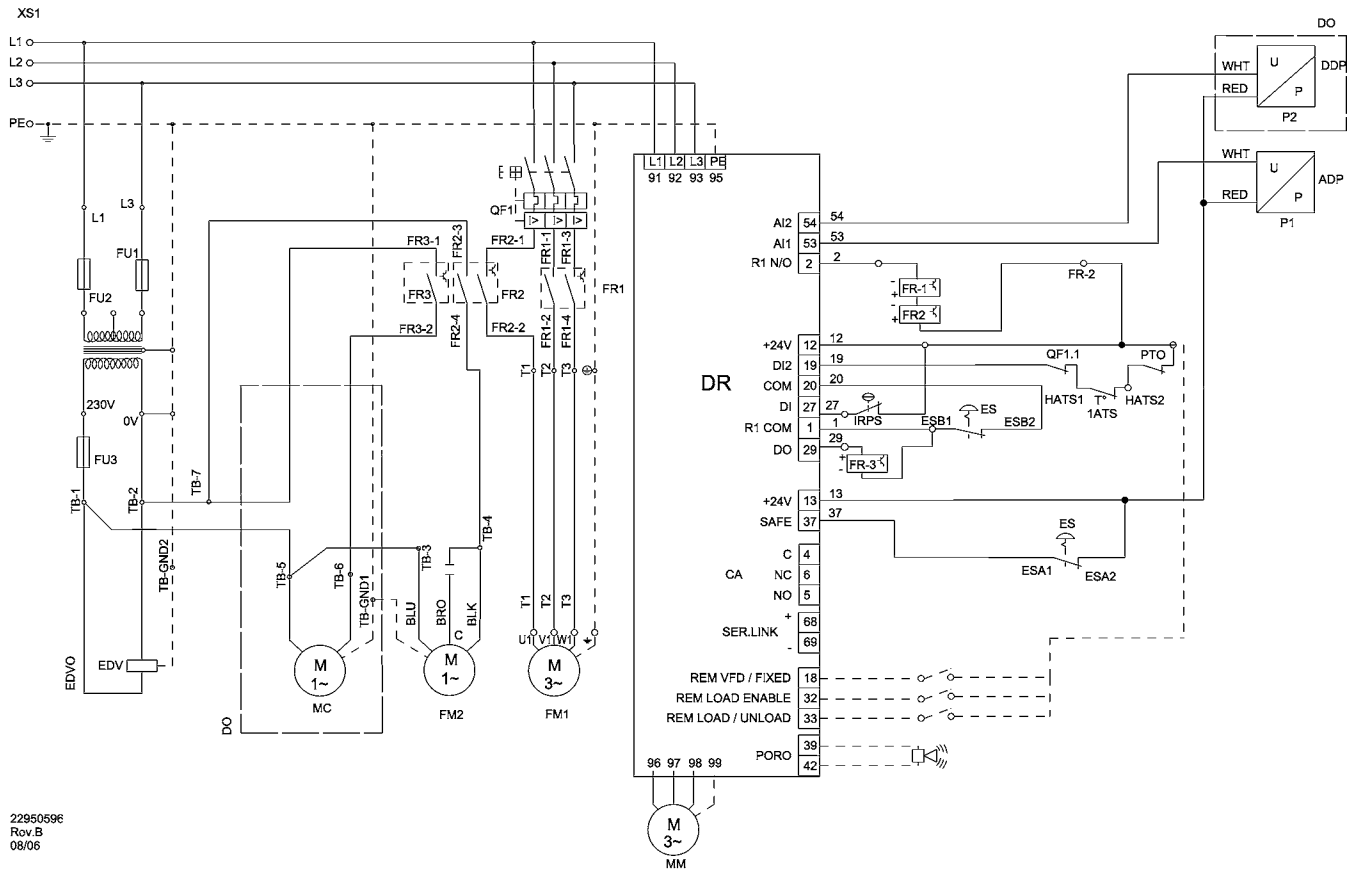 XS1
DO
L1
L2
L3
PE
WHT
U
DDP
RED
P
P2
L1 L2 L3 PE
91 92 93 95
WHT
U
ADP
RED
P
P1
L1
L3
QF1
I> I> I>
AI2 54 54
AI1 53 53
R1 N/O 2 2
FR-2
FR3-1
FR2-3
FR2-1
FR1-1
FR1-3
FU1
FU2
FR3
FR2
FR1
- FR-1
+
- FR2
+
FR3-2
FR2-4
FR2-2
FR1-2
FR1-4
+24V 12 12
DI2 19 19
QF1.1
PTO
COM 20 20
HATS1
T°
1ATS
HATS2
DR
T1
T2
T3
DI 27 27
IRPS
ESB1
ES
ESB2
R1 COM 1 1
DO 29 29
+ FR-3
-
230V
0V
FU3
TB-1
TB-2
TB-7
+24V 13 13
SAFE 37 37
ES
ESA1
ESA2
TB-4
TB-3
TB-5
TB-6
TB-GND2
TB-GND1
BLU
BRO
BLK
C
T1
T2
T3
U1 V1 W1
C 4
CA NC 6
NO 5
+ 68
SER.LINK
- 69
EDV
EDVO
M
1~
MC
M
1~
FM2
M
3~
FM1
DO
REM VFD / FIXED 18
REM LOAD ENABLE 32
REM LOAD / UNLOAD 33
PORO 39
42
96 97 98 99
M
3~
MM
22950596
Rev.B
08/06